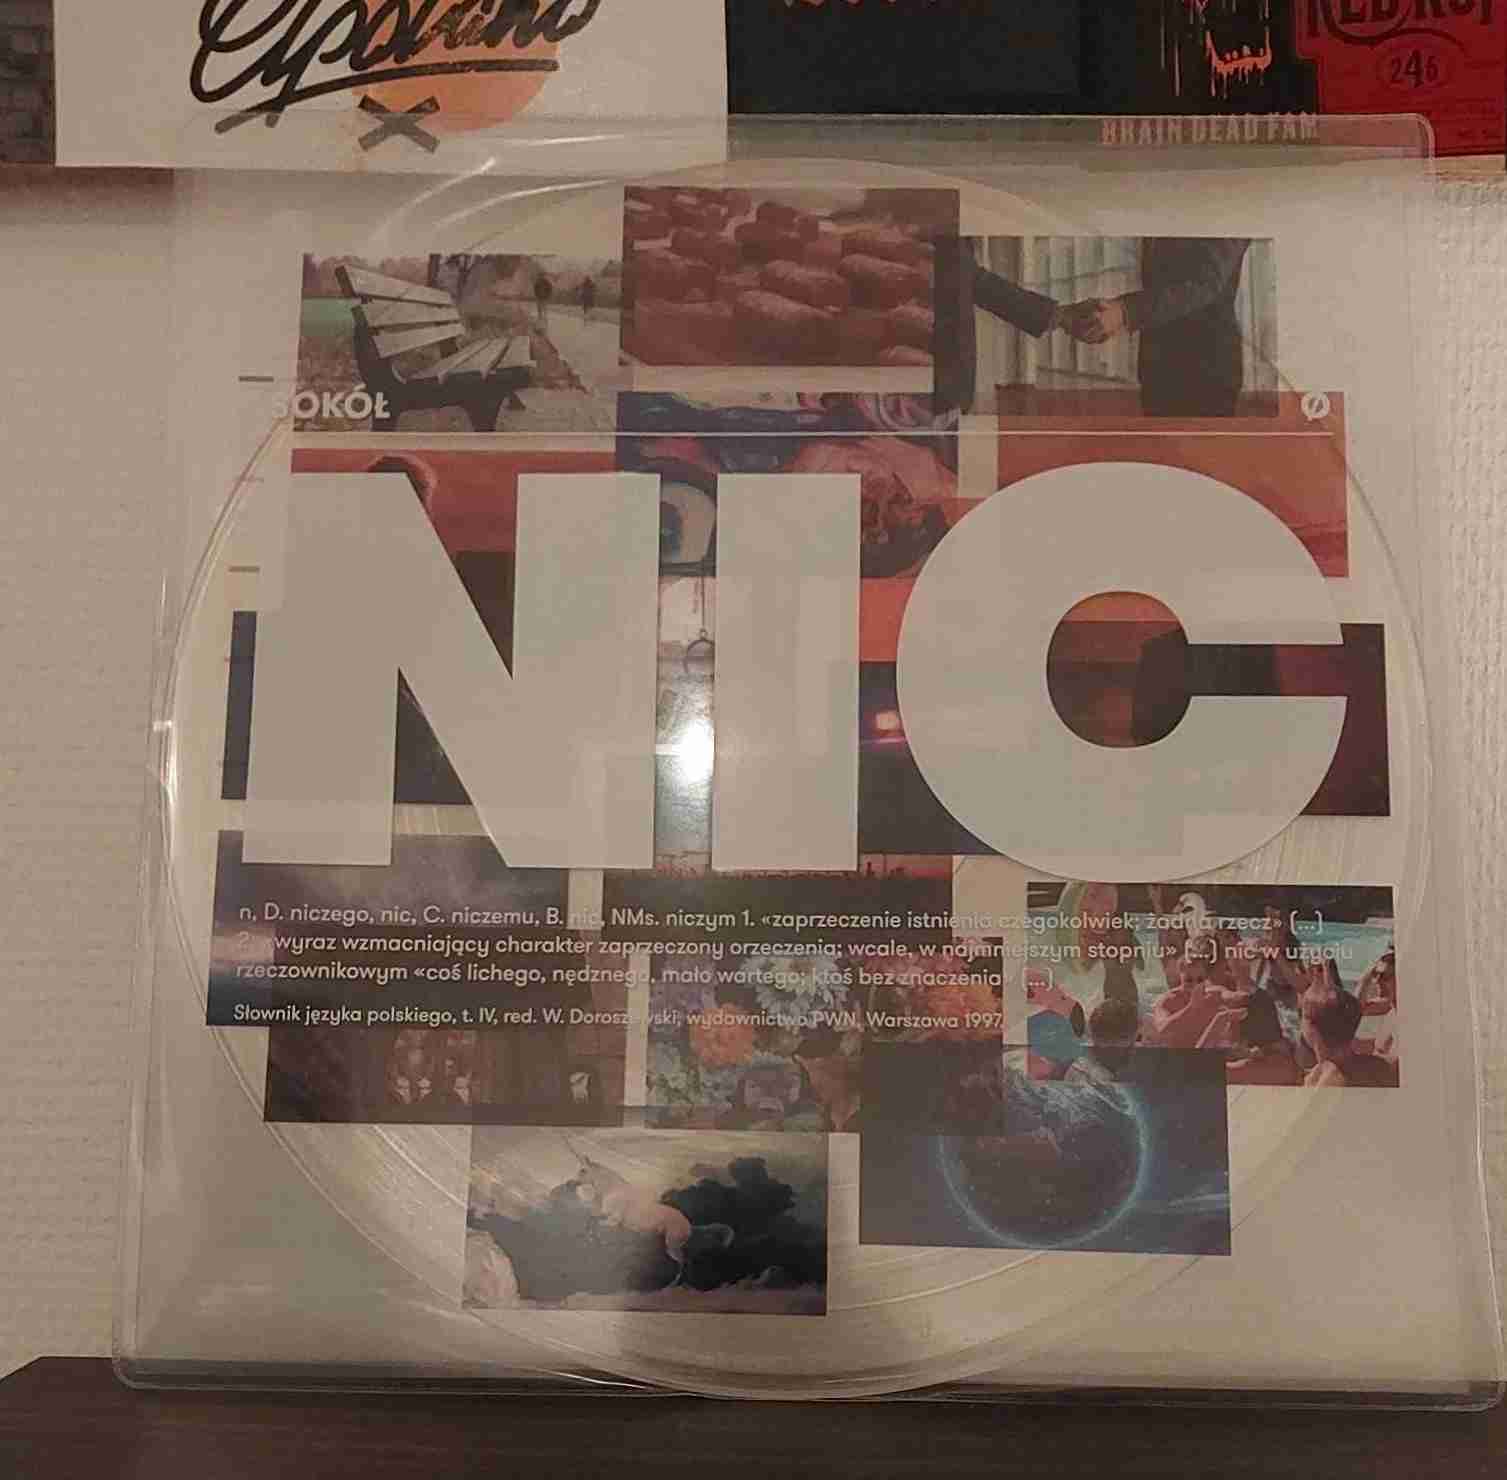 BRAIN DEAD FAM
246
SOKÓŁ
Ø
NIC
n, D. niczego, nic, C. niczemu, B. nic, NMs. niczym 1. «zaprzeczenie istnienia czegokolwiek; żadna rzecz» (...)
2. «wyraz wzmacniający charakter zaprzeczony orzeczenia; wcale, w najmniejszym stopniu» (...) nic w użyciu
rzeczownikowym «coś lichego, nędznego, mało wartego; ktoś bez znaczenia» (...)
Słownik języka polskiego, t. IV, red. W. Doroszewski, wydawnictwo PWN, Warszawa 1997.